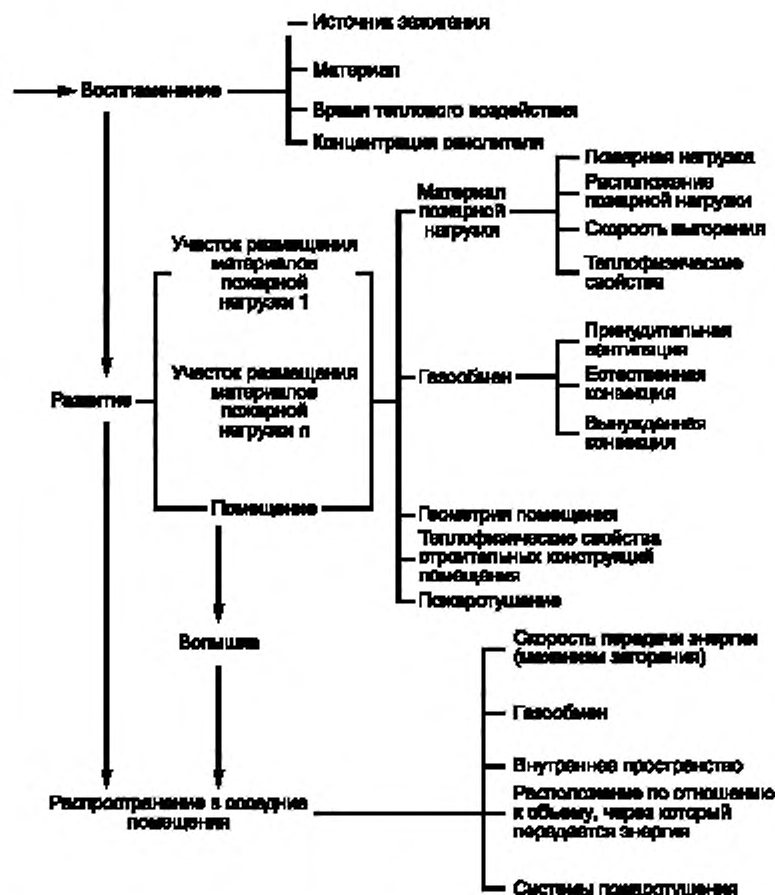 Источник зажигания
Материал
Воспламенение
Время теплового воздействия
Концентрация окислителя
Участок размещения
материалов
пожарной
нагрузки 1
Участок размещения
материалов
пожарной
нагрузки n
Развитие
Помещение
Материал
пожарной
нагрузки
Пожарная нагрузка
Расположение
пожарной нагрузки
Скорость выгорания
Теплофизические
свойства
Газообмен
Принудительная
вентиляция
Естественная
конвекция
Вынужденная
конвекция
Геометрия помещения
Теплофизические свойства
строительных конструкций
помещения
Пожаротушение
Вспышка
Распространение в соседние
помещения
Скорость передачи энергии
(механизм загорания)
Газообмен
Внутреннее пространство
Расположение по отношению
к объему, через который
передается энергия
Системы пожаротушения